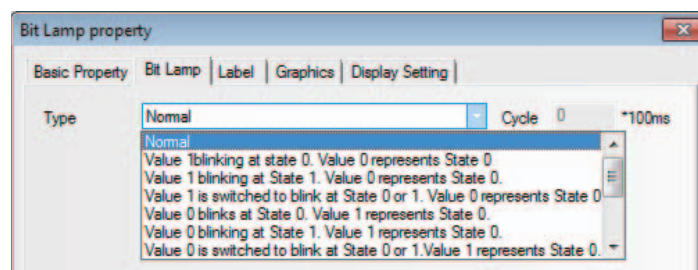 Bit Lamp property
Basic Property Bit Lamp Label Graphics Display Setting
Type Normal Cycle 0 *100ms
Normal
Value 1blinking at state 0. Value 0 represents State 0
Value 1 blinking at State 1. Value 0 represents State 0.
Value 1 is switched to blink at State 0 or 1. Value 0 represents State 0
Value 0 blinks at State 0. Value 1 represents State 0.
Value 0 blinking at State 1. Value 1 represents State 0.
Value 0 is switched to blink at State 0 or 1.Value 1 represents State 0.